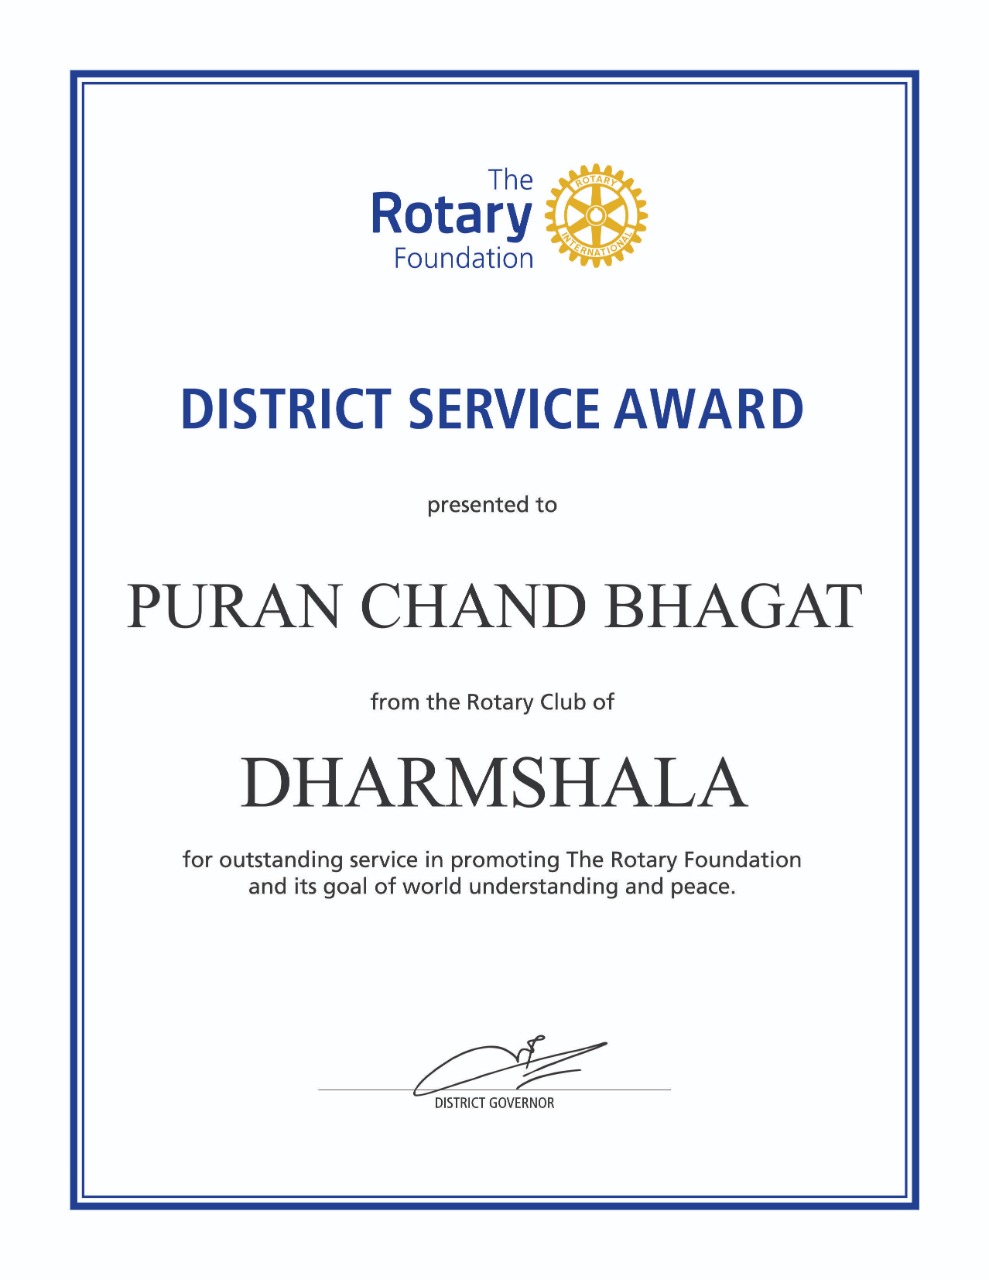 The
Rotary
Foundation
ROTARY
INTERNATIONAL
DISTRICT SERVICE AWARD
presented to
PURAN CHAND BHAGAT
from the Rotary Club of
DHARMSHALA
for outstanding service in promoting The Rotary Foundation
and its goal of world understanding and peace.
DISTRICT GOVERNOR